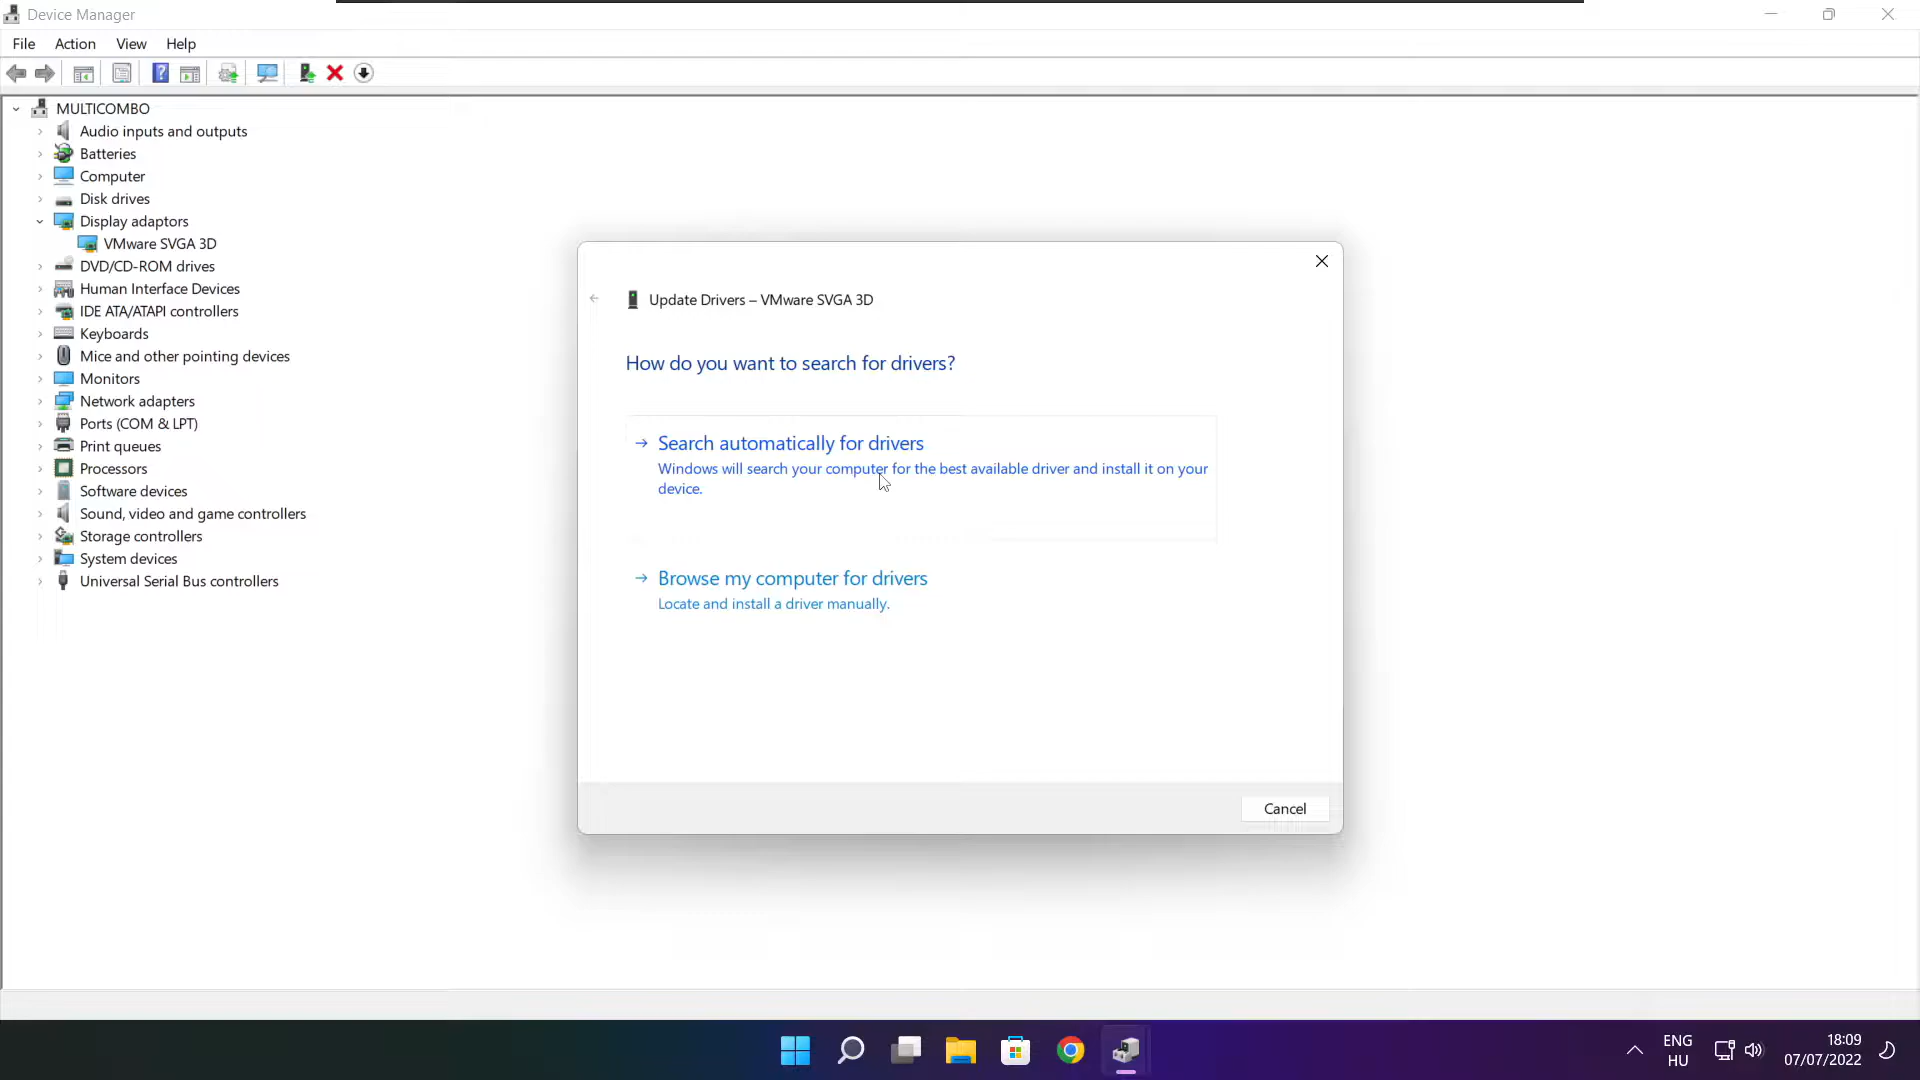 Device Manager
File Action View Help
MULTICOMBO
Audio inputs and outputs
Batteries
Computer
Disk drives
Display adaptors
VMware SVGA 3D
DVD/CD-ROM drives
Human Interface Devices
IDE ATA/ATAPI controllers
Keyboards
Mice and other pointing devices
Monitors
Network adapters
Ports (COM & LPT)
Print queues
Processors
Software devices
Sound, video and game controllers
Storage controllers
System devices
Universal Serial Bus controllers
Update Drivers – VMware SVGA 3D
How do you want to search for drivers?
Search automatically for drivers
Windows will search your computer for the best available driver and install it on your
device.
Browse my computer for drivers
Locate and install a driver manually.
Cancel
ENG
HU
18:09
07/07/2022